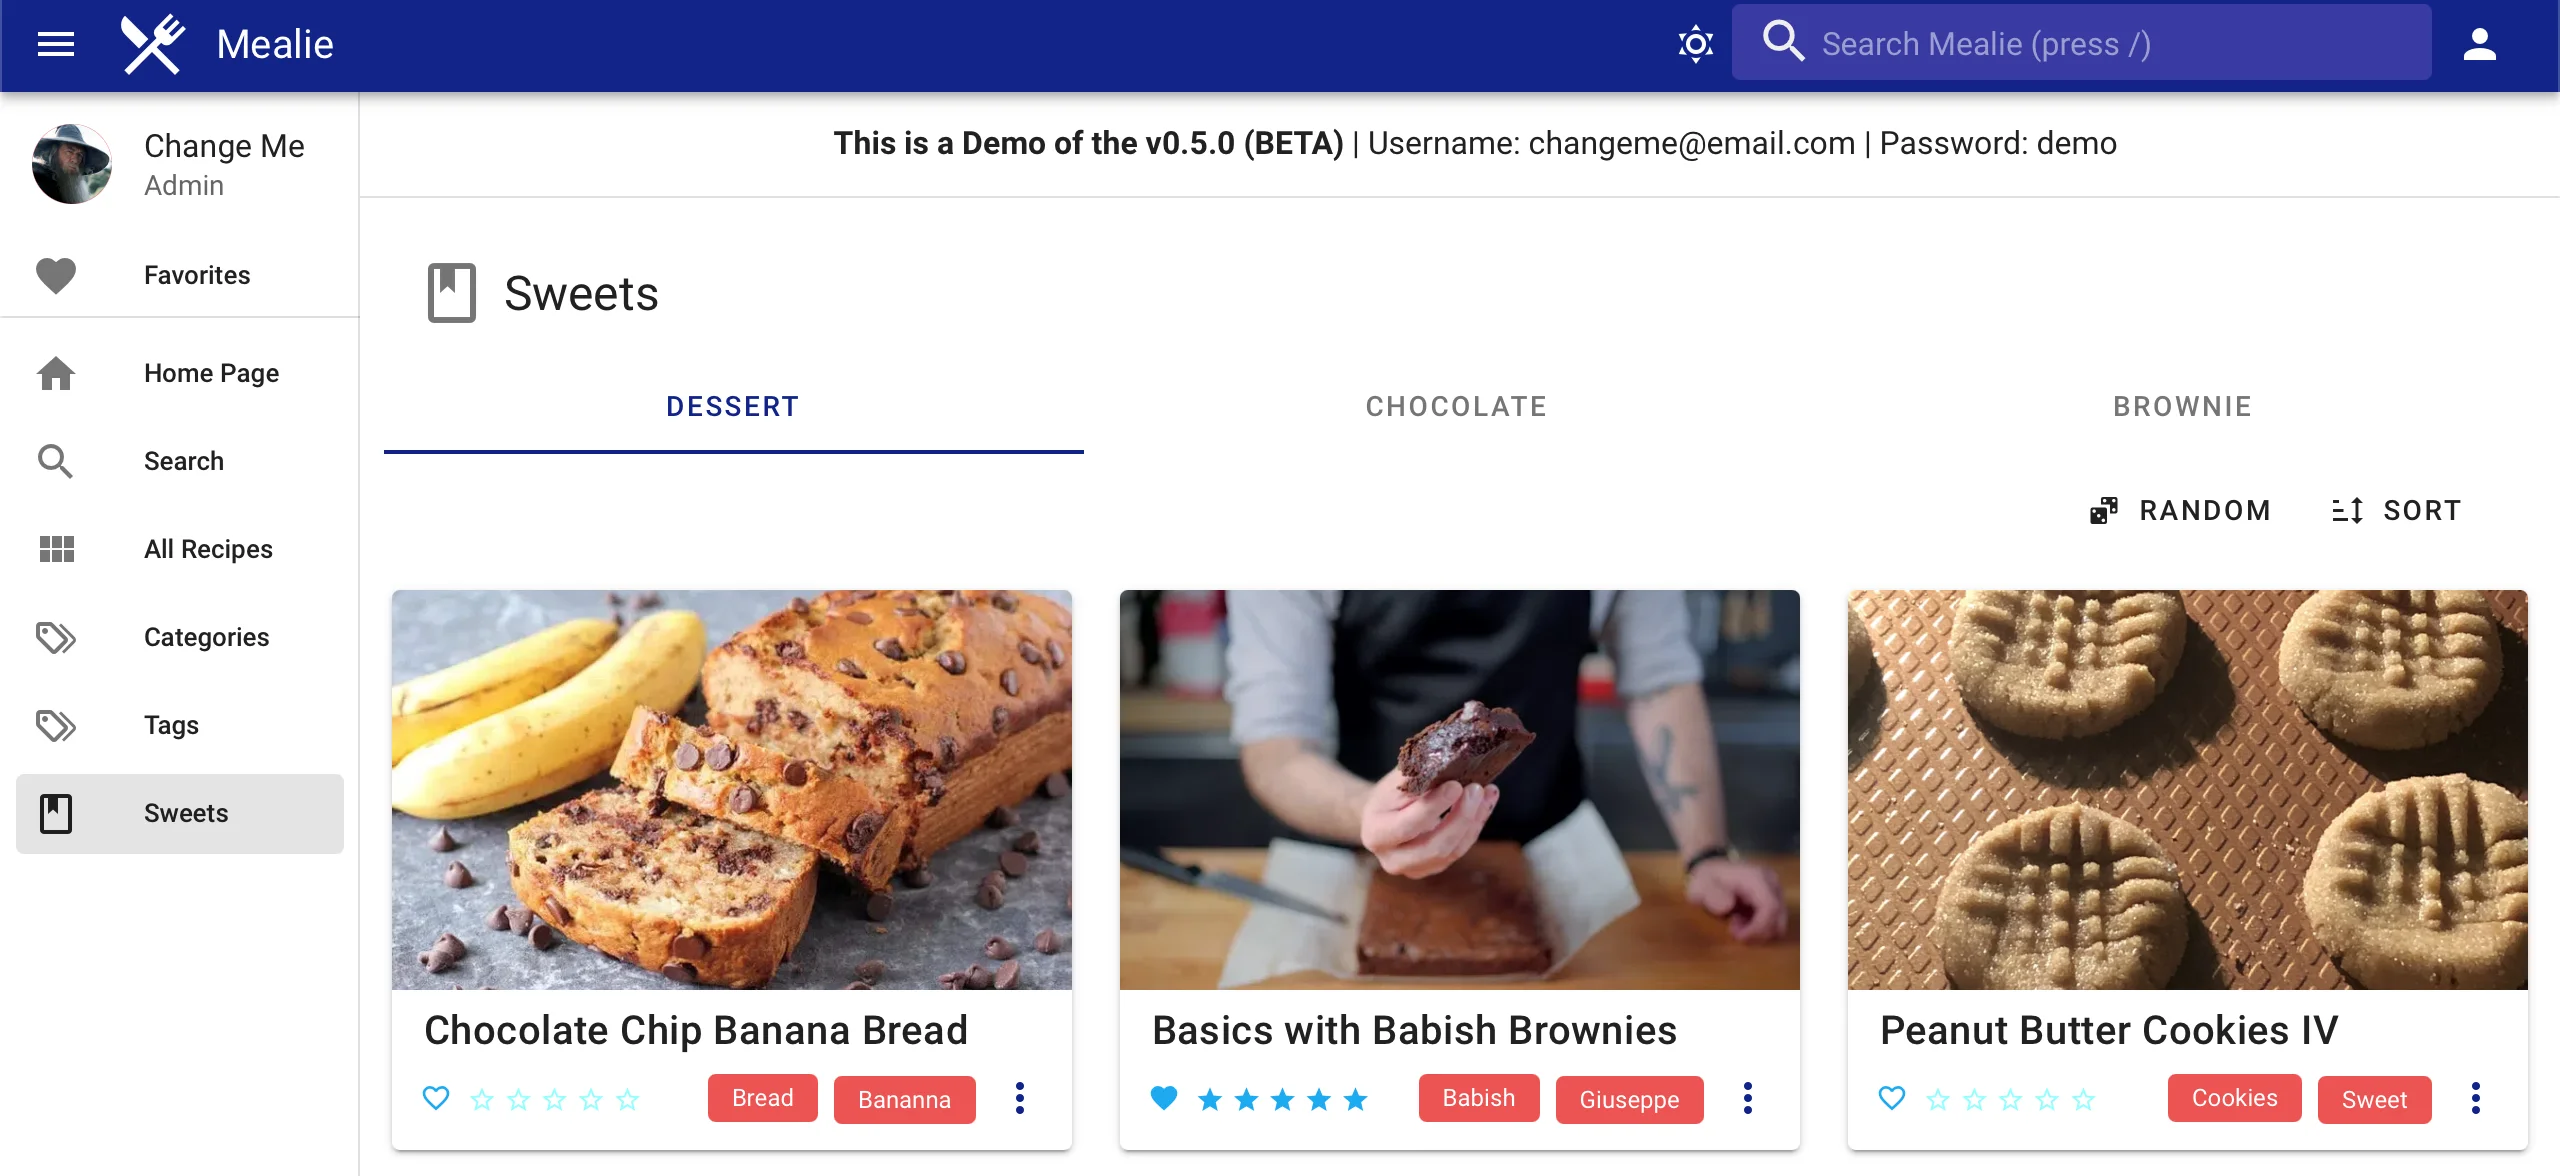 Mealie
Search Mealie (press /)
Change Me
Admin
Favorites
Home Page
Search
All Recipes
Categories
Tags
Sweets
This is a Demo of the v0.5.0 (BETA) | Username: changeme@email.com | Password: demo
Sweets
DESSERT CHOCOLATE BROWNIE
RANDOM SORT
Chocolate Chip Banana Bread
Bread Bananna
Basics with Babish Brownies
Babish Giuseppe
Peanut Butter Cookies IV
Cookies Sweet